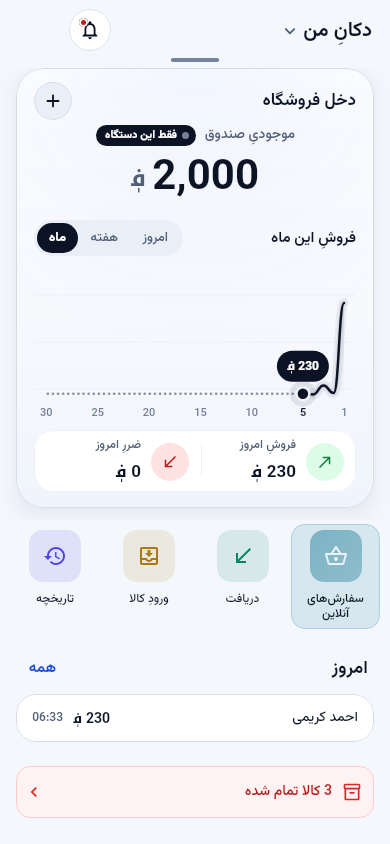 دکانِ من
دخل فروشگاه
موجودیِ صندوق
فقط این دستگاه
2,000 ؋
فروشِ این ماه
امروز
هفته
ماه
230 ؋
1
5
10
15
20
25
30
فروشِ امروز
230 ؋
ضررِ امروز
0 ؋
سفارش‌های
آنلاین
دریافت
ورودِ کالا
تاریخچه
امروز
همه
احمد کریمی
230 ؋
06:33
3 کالا تمام شده